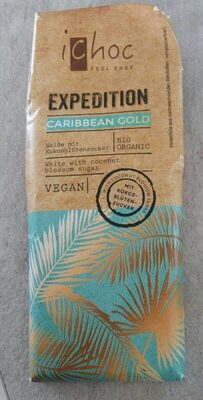 ichoc
FEEL PURE
EXPEDITION
CARIBBEAN GOLD
Weiße mit
Kokosblütenzucker
BIO
ORGANIC
White with coconut
blossom sugar
VEGAN
MIT
KOKOS-
BLÜTEN-
ZUCKER